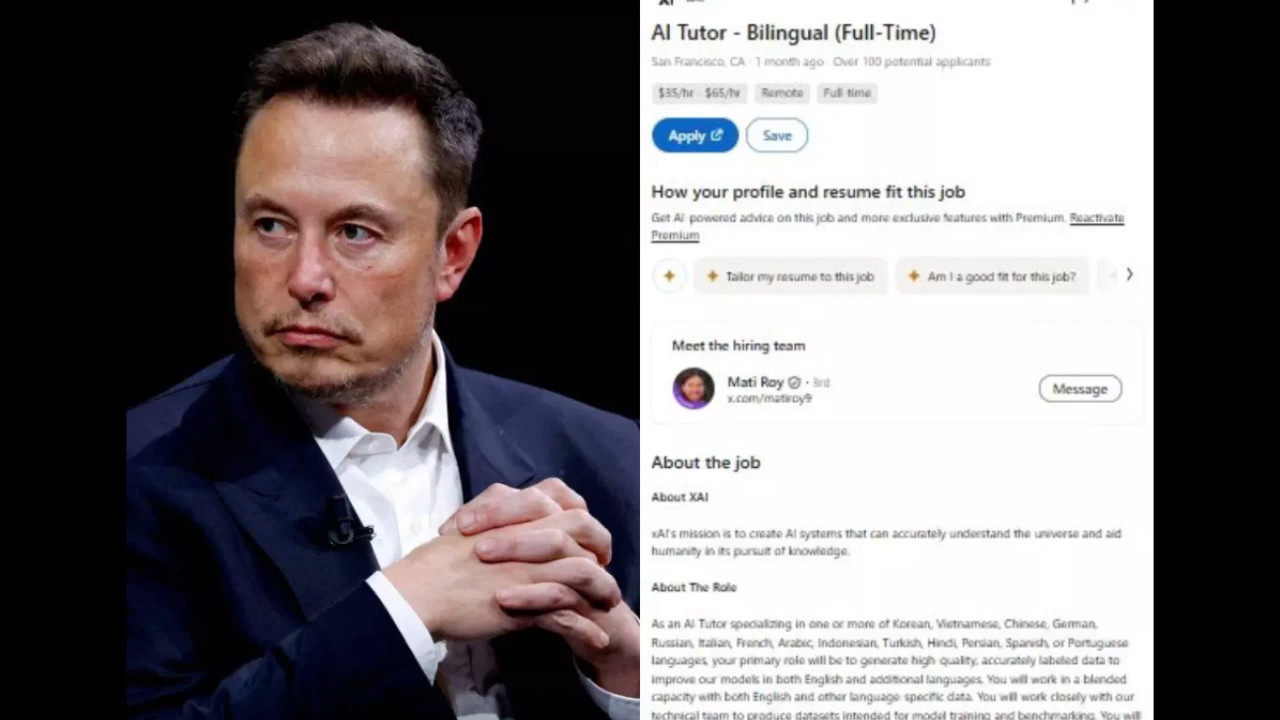 AI Tutor - Bilingual (Full-Time)
San Francisco, CA · 1 month ago · Over 100 potential applicants
$35/hr - $65/hr Remote Full-time
Apply Save
How your profile and resume fit this job
Get AI-powered advice on this job and more exclusive features with Premium. Reactivate
Premium
Tailor my resume to this job Am I a good fit for this job?
Meet the hiring team
Mati Roy · 3rd
x.com/matiroy9
Message
About the job
About XAI
xAI's mission is to create AI systems that can accurately understand the universe and aid
humanity in its pursuit of knowledge.
About The Role
As an AI Tutor specializing in one or more of Korean, Vietnamese, Chinese, German,
Russian, Italian, French, Arabic, Indonesian, Turkish, Hindi, Persian, Spanish, or Portuguese
languages, your primary role will be to generate high-quality, accurately labeled data to
improve our models in both English and additional languages. You will work in a blended
capacity with both English and other language-specific data. You will work closely with our
technical team to produce datasets intended for model training and benchmarking. You will